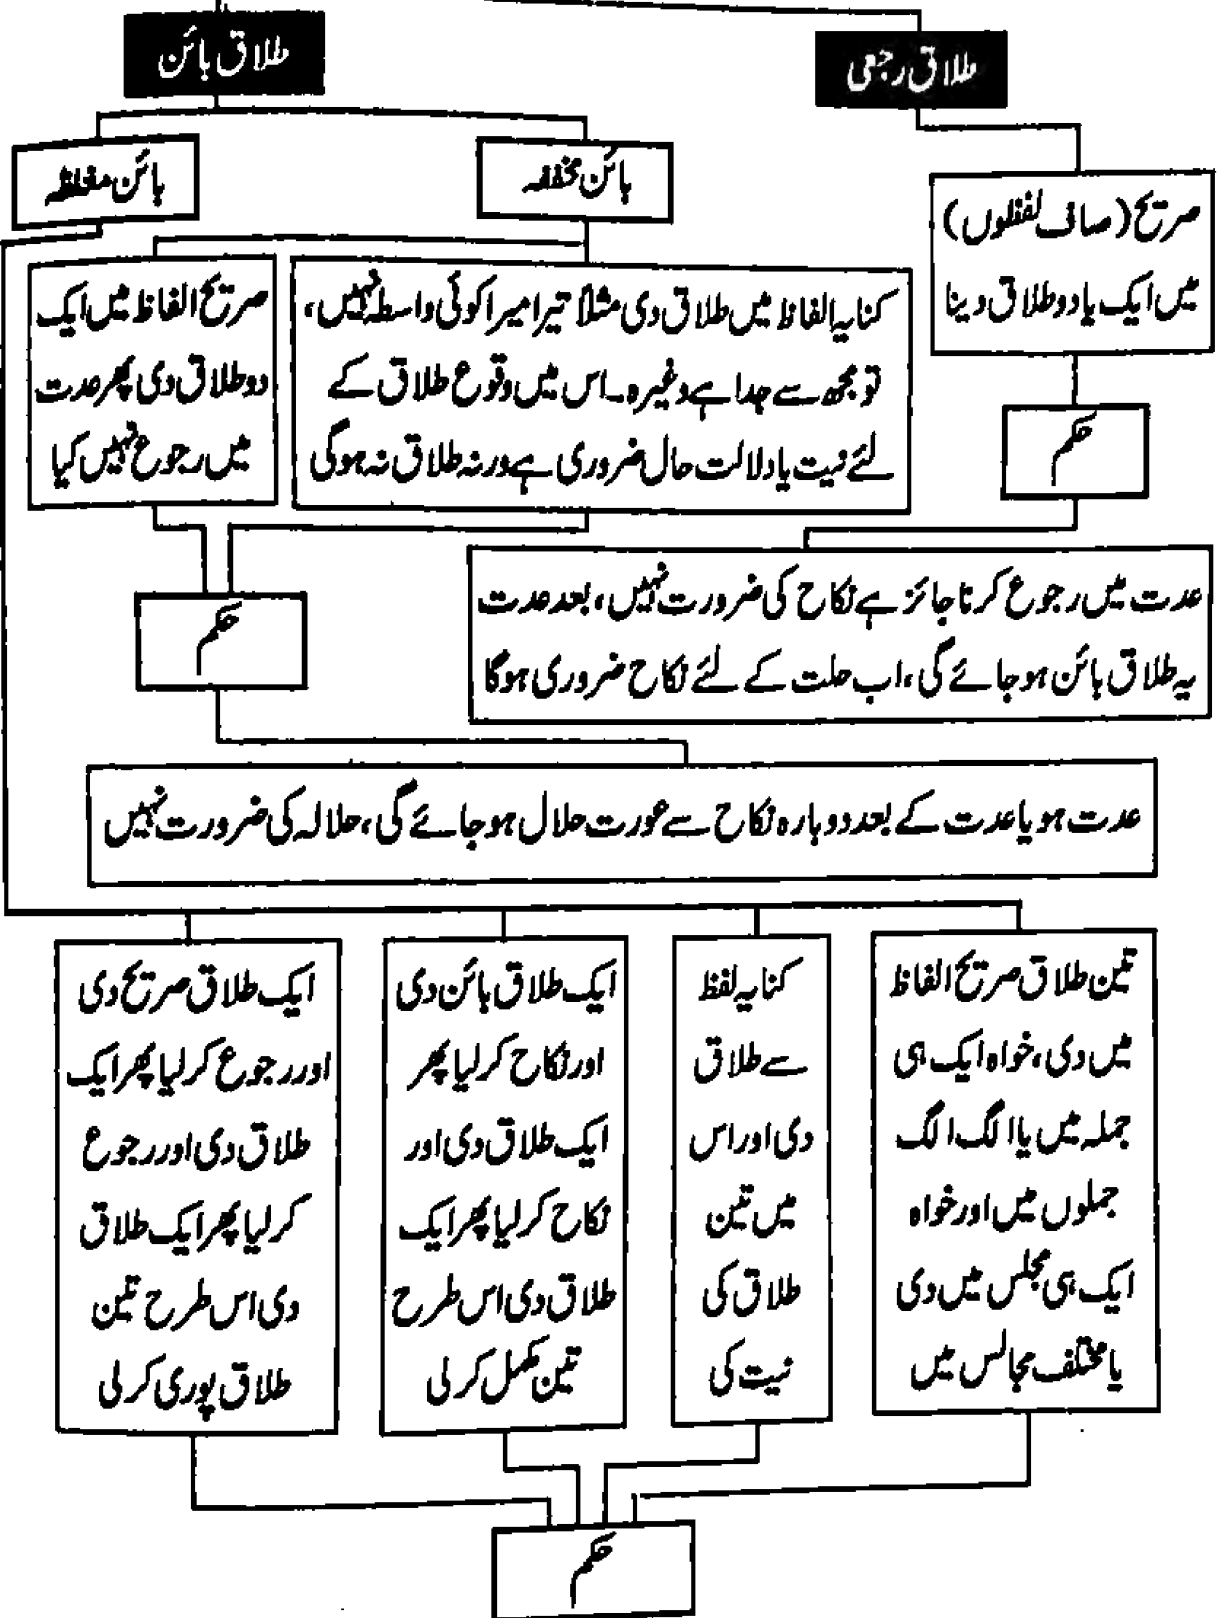 طلاق رجعی
طلاق بائن
صریح (صاف لفظوں)
میں ایک یا دو طلاق دینا
حکم
عدت میں رجوع کرنا جائز ہے نکاح کی ضرورت نہیں، بعد عدت
یہ طلاق بائن ہو جائے گی، اب حلت کے لئے نکاح ضروری ہوگا
بائن مخففہ
بائن مغلظہ
کنایہ الفاظ میں طلاق دی مثلاً تیرا میرا کوئی واسطہ نہیں،
تو مجھ سے جدا ہے وغیرہ۔ اس میں وقوع طلاق کے
لئے نیت یا دلالت حال ضروری ہے ورنہ طلاق نہ ہوگی
صریح الفاظ میں ایک
دو طلاق دی پھر عدت
میں رجوع نہیں کیا
حکم
عدت ہو یا عدت کے بعد دوبارہ نکاح سے عورت حلال ہو جائے گی، حلالہ کی ضرورت نہیں
تین طلاق صریح الفاظ
میں دی، خواہ ایک ہی
جملہ میں یا الگ الگ
جملوں میں اور خواہ
ایک ہی مجلس میں دی
یا مختلف مجالس میں
کنایہ لفظ
سے طلاق
دی اور اس
میں تین
طلاق کی
نیت کی
ایک طلاق بائن دی
اور نکاح کر لیا پھر
ایک طلاق دی اور
نکاح کر لیا پھر ایک
طلاق دی اس طرح
تین مکمل کر لی
ایک طلاق صریح دی
اور رجوع کر لیا پھر ایک
طلاق دی اور رجوع
کر لیا پھر ایک طلاق
دی اس طرح تین
طلاق پوری کر لی
حکم